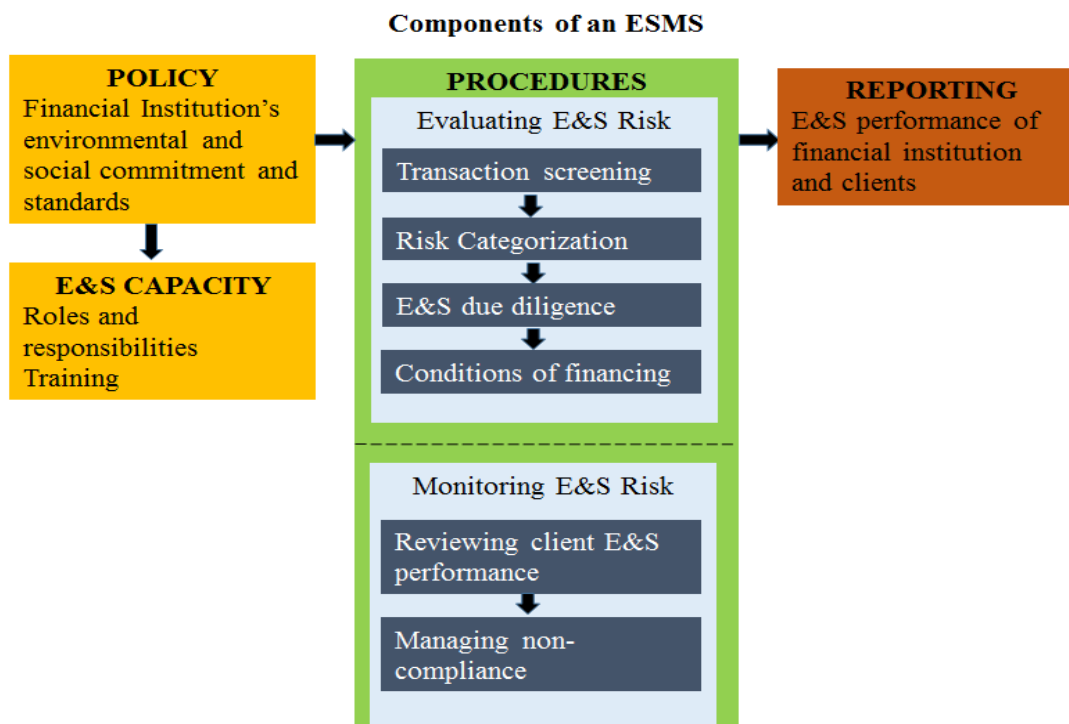 Components of an ESMS
POLICY
Financial Institution's
environmental and
social commitment and
standards
E&S CAPACITY
Roles and
responsibilities
Training
PROCEDURES
Evaluating E&S Risk
Transaction screening
Risk Categorization
E&S due diligence
Conditions of financing
Monitoring E&S Risk
Reviewing client E&S
performance
Managing non-
compliance
REPORTING
E&S performance of
financial institution
and clients